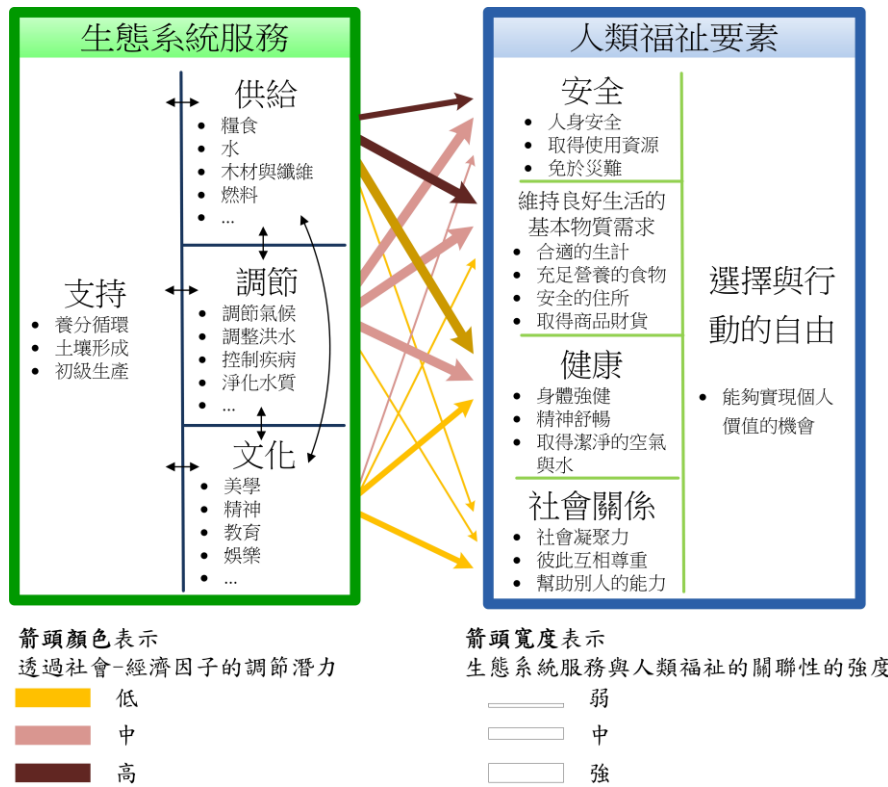 生態系統服務
支持
養分循環
土壤形成
初級生產
供給
糧食
水
木材與纖維
燃料
...
調節
調節氣候
調整洪水
控制疾病
淨化水質
...
文化
美學
精神
教育
娛樂
...
人類福祉要素
安全
人身安全
取得使用資源
免於災難
維持良好生活的
基本物質需求
合適的生計
充足營養的食物
安全的住所
取得商品財貨
健康
身體強健
精神舒暢
取得潔淨的空氣
與水
社會關係
社會凝聚力
彼此互相尊重
幫助別人的能力
選擇與行
動的自由
能夠實現個人
價值的機會
箭頭顏色表示
透過社會-經濟因子的調節潛力
低
中
高
箭頭寬度表示
生態系統服務與人類福祉的關聯性的強度
弱
中
強